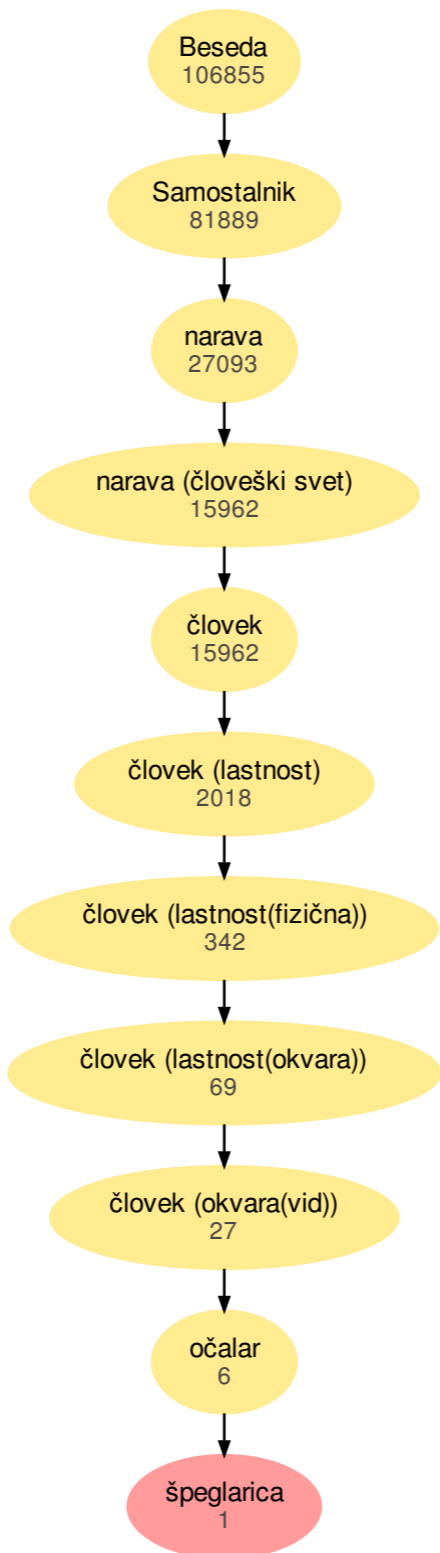 Beseda
106855
Samostalnik
81889
narava
27093
narava (človeški svet)
15962
človek
15962
človek (lastnost)
2018
človek (lastnost(fizična))
342
človek (lastnost(okvara))
69
človek (okvara(vid))
27
očalar
6
špeglarica
1